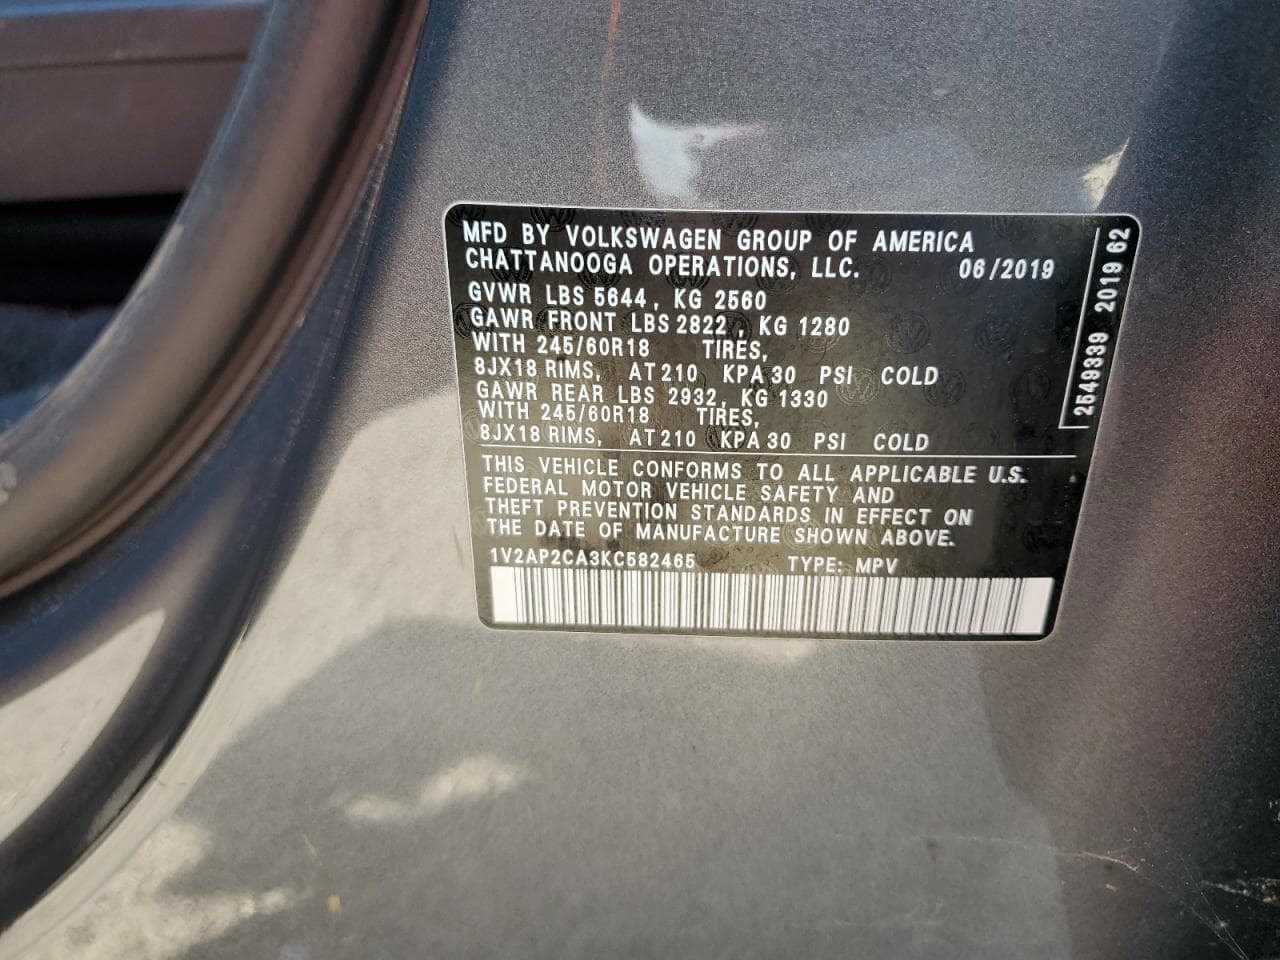 MFD BY VOLKSWAGEN GROUP OF AMERICA
CHATTANOOGA OPERATIONS, LLC. 06/2019
GVWR LBS 5644, KG 2560
GAWR FRONT LBS 2822, KG 1280
WITH 245/60R18 TIRES,
8JX18 RIMS, AT 210 KPA 30 PSI COLD
GAWR REAR LBS 2932, KG 1330
WITH 245/60R18 TIRES,
8JX18 RIMS, AT 210 KPA 30 PSI COLD
THIS VEHICLE CONFORMS TO ALL APPLICABLE U.S.
FEDERAL MOTOR VEHICLE SAFETY AND
THEFT PREVENTION STANDARDS IN EFFECT ON
THE DATE OF MANUFACTURE SHOWN ABOVE.
1V2AP2CA3KC582465 TYPE: MPV
2549339 2019 62